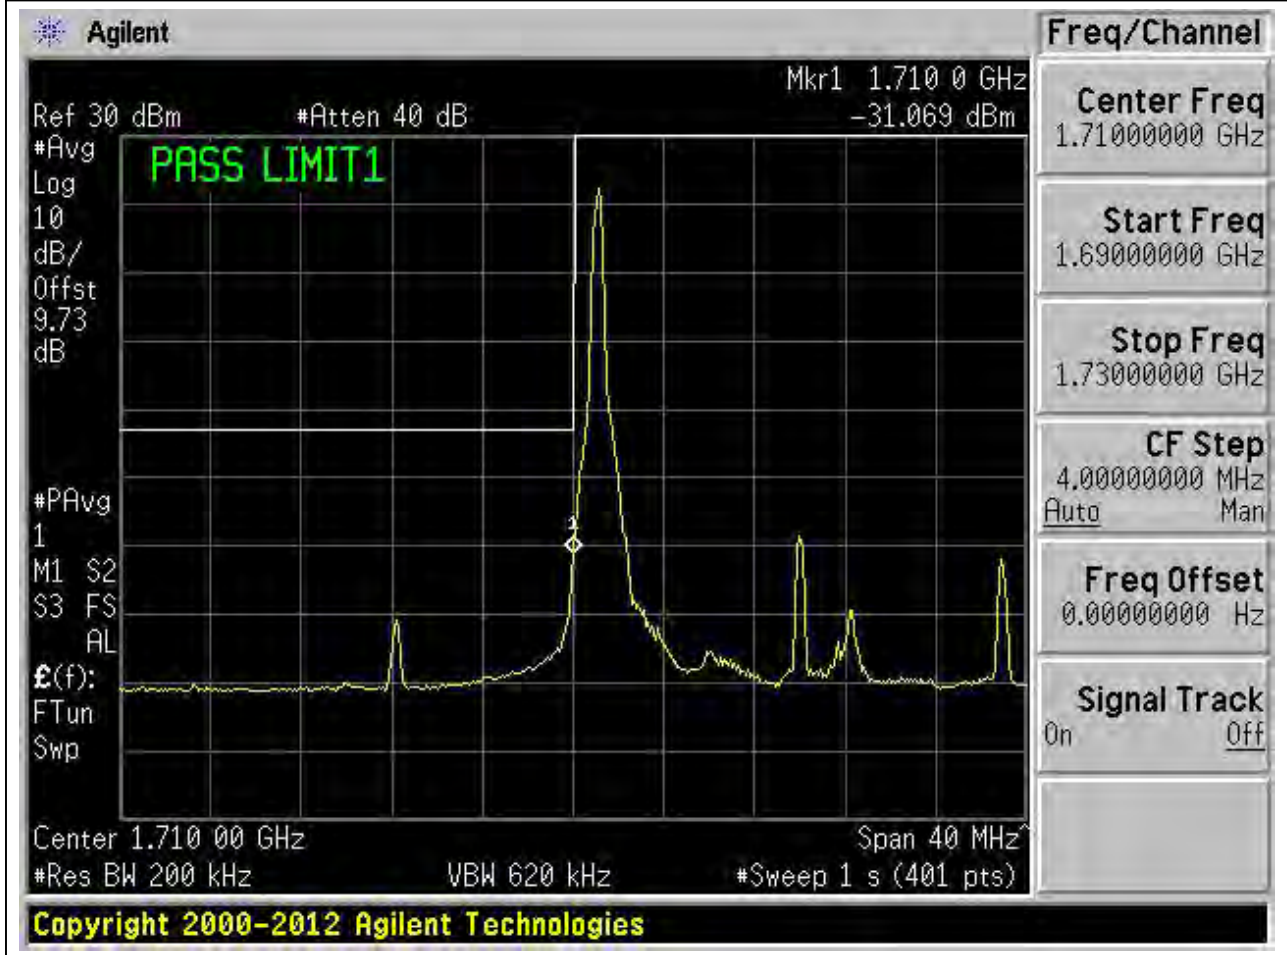 Agilent
Freq/Channel
Mkr1 1.710 0 GHz
Ref 30 dBm #Atten 40 dB -31.069 dBm
#Avg
Log
10
dB/
Offst
9.73
dB
PASS LIMIT1
#PAvg
1
M1 S2
S3 FS
AL
£(f):
FTun
Swp
1
Center 1.710 00 GHz Span 40 MHz^
#Res BW 200 kHz VBW 620 kHz #Sweep 1 s (401 pts)
Center Freq
1.71000000 GHz
Start Freq
1.69000000 GHz
Stop Freq
1.73000000 GHz
CF Step
4.00000000 MHz
Auto Man
Freq Offset
0.00000000 Hz
Signal Track
On Off
Copyright 2000-2012 Agilent Technologies